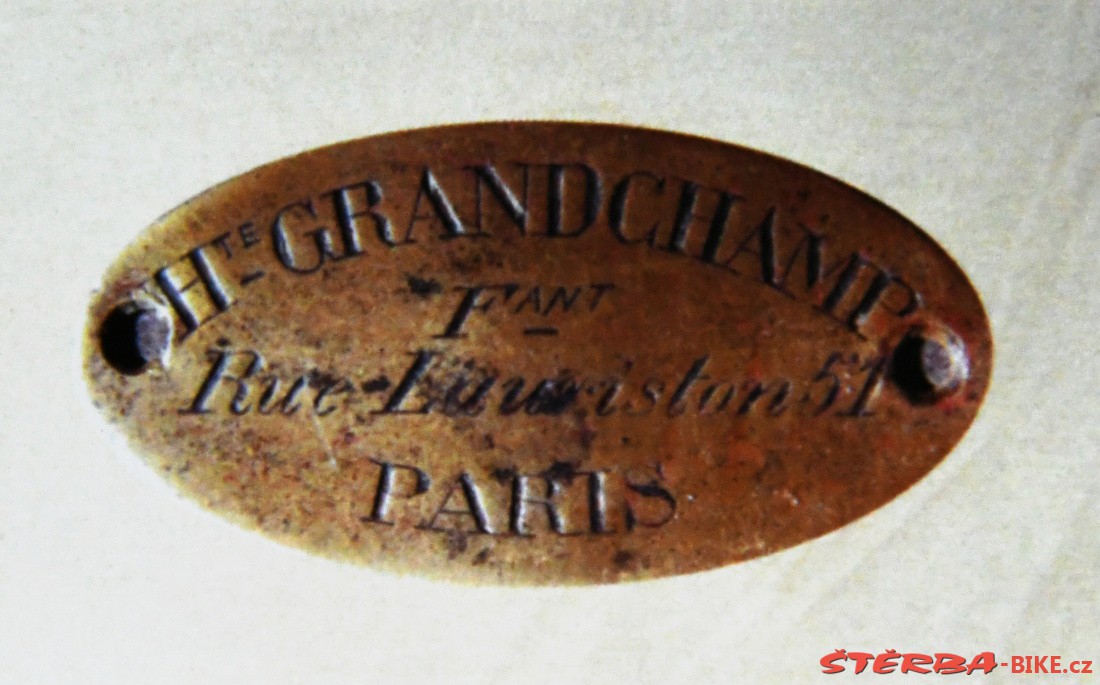 HTE GRANDCHAMP
FANT
Rue Lauriston 51
PARIS
ŠTĚRBA-BIKE.cz